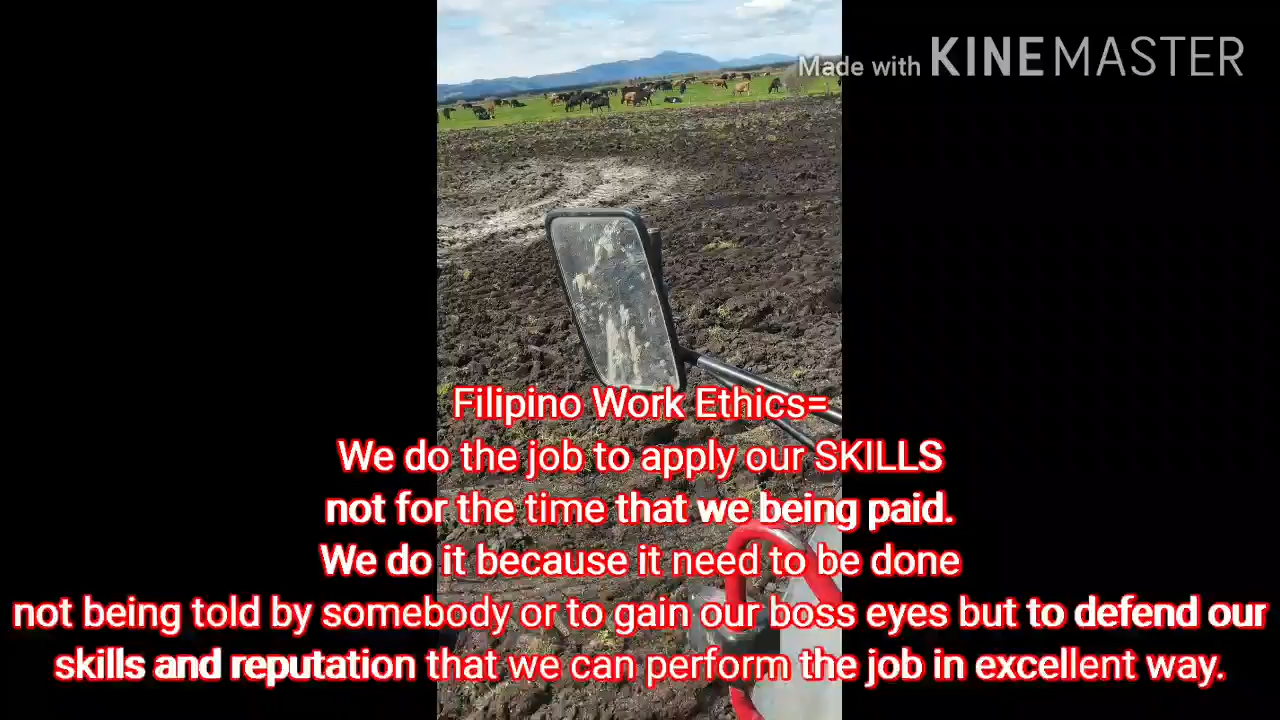 Made with KINEMASTER
Filipino Work Ethics=
We do the job to apply our SKILLS
not for the time that we being paid.
We do it because it need to be done
not being told by somebody or to gain our boss eyes but to defend our
skills and reputation that we can perform the job in excellent way.